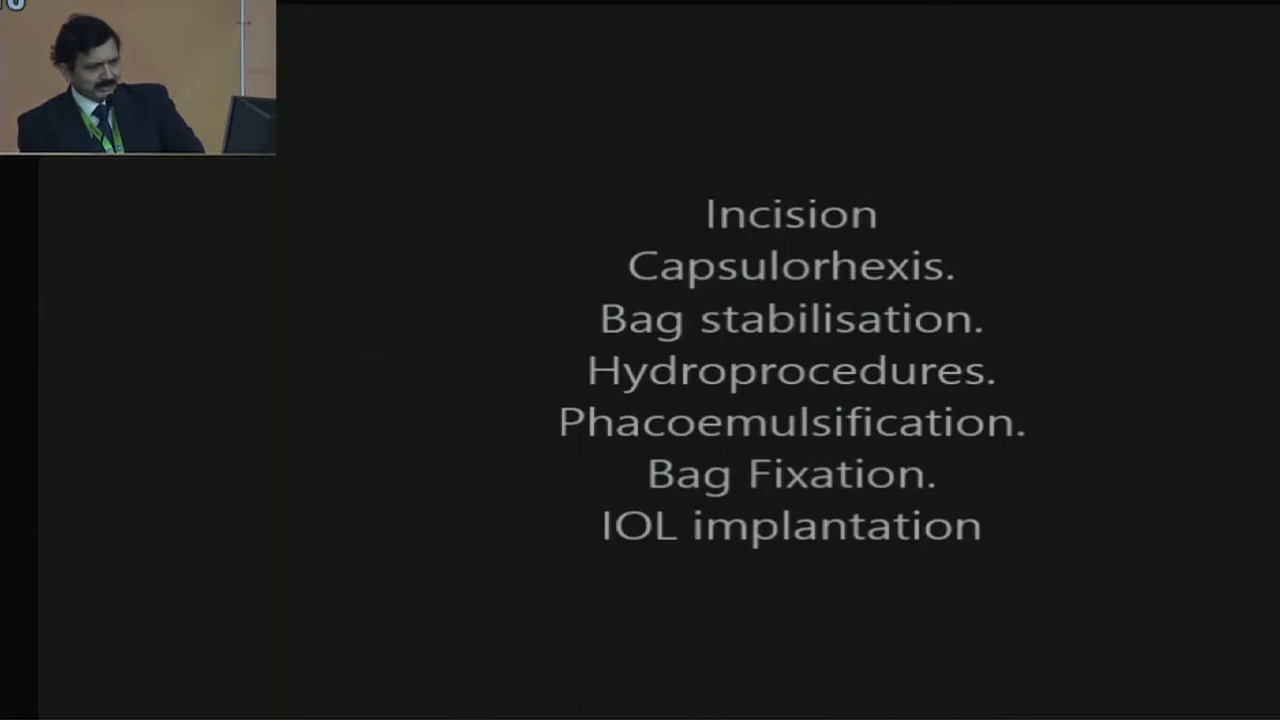 Incision
Capsulorhexis.
Bag stabilisation.
Hydroprocedures.
Phacoemulsification.
Bag Fixation.
IOL implantation